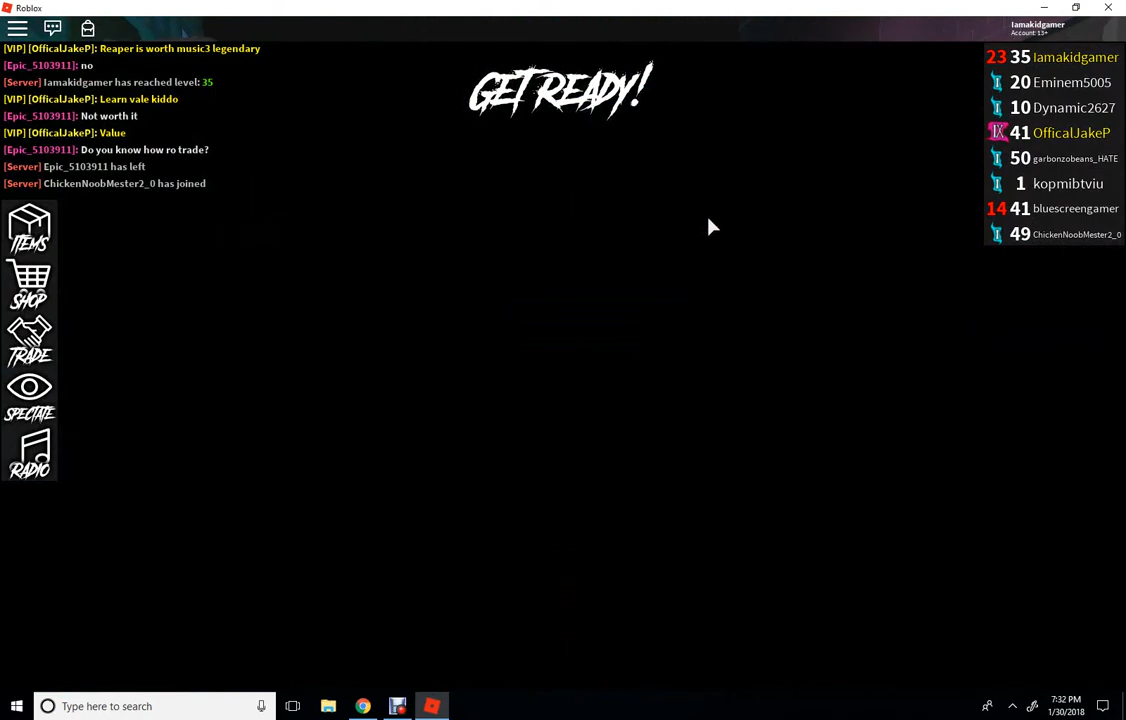 Roblox
Iamakidgamer
Account: 13+
[VIP] [OfficalJakeP]: Reaper is worth music3 legendary
[Epic_5103911]: no
[Server] Iamakidgamer has reached level: 35
[VIP] [OfficalJakeP]: Learn vale kiddo
[Epic_5103911]: Not worth it
[VIP] [OfficalJakeP]: Value
[Epic_5103911]: Do you know how ro trade?
[Server] Epic_5103911 has left
[Server] ChickenNoobMester2_0 has joined
GET READY!
23 35 Iamakidgamer
I 20 Eminem5005
I 10 Dynamic2627
IX 41 OfficalJakeP
I 50 garbonzobeans_HATE
I 1 kopmibtviu
14 41 bluescreengamer
I 49 ChickenNoobMester2_0
ITEMS
SHOP
TRADE
SPECTATE
RADIO
Type here to search
7:32 PM
1/30/2018